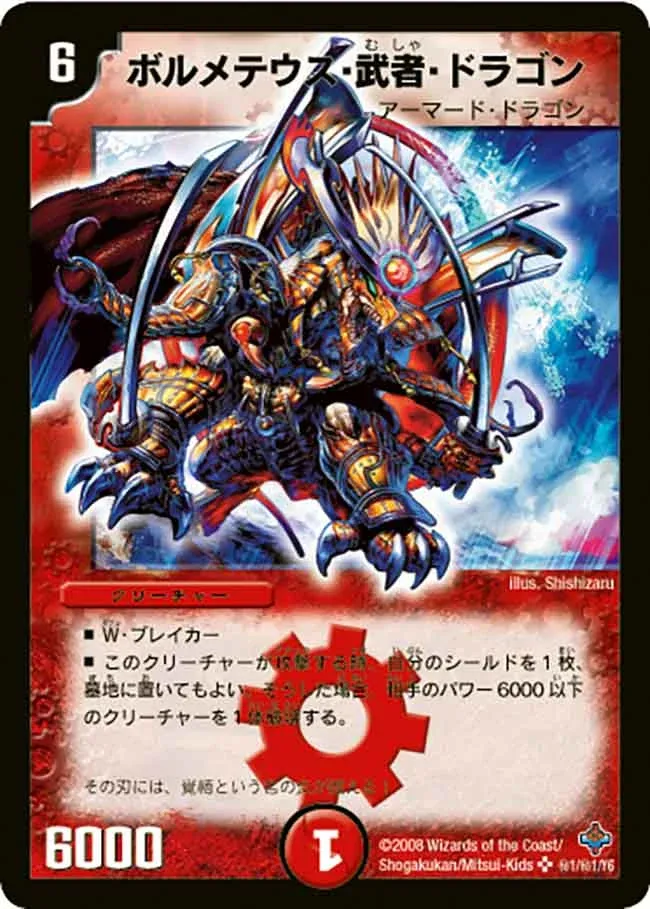 6
むしゃ
ボルメテウス・武者・ドラゴン
アーマード・ドラゴン
illus. Shishizaru
クリーチャー
■ W・ブレイカー
■ このクリーチャーが攻撃する時、自分のシールドを1枚、
墓地に置いてもよい。そうした場合、相手のパワー6000以下
のクリーチャーを1体破壊する。
その刃には、覚悟という名の
6000
1
©2008 Wizards of the Coast/
Shogakukan/Mitsui-Kids